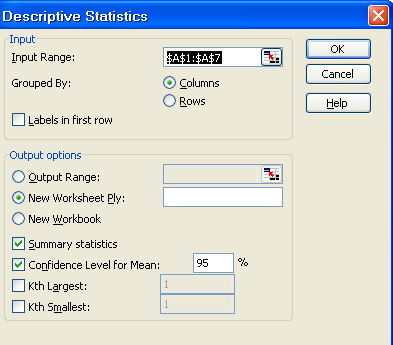 Descriptive Statistics
Input
Input Range: $A$1:$A$7
Grouped By: Columns
Rows
Labels in first row
OK
Cancel
Help
Output options
Output Range:
New Worksheet Ply:
New Workbook
Summary statistics
Confidence Level for Mean: 95 %
Kth Largest: 1
Kth Smallest: 1